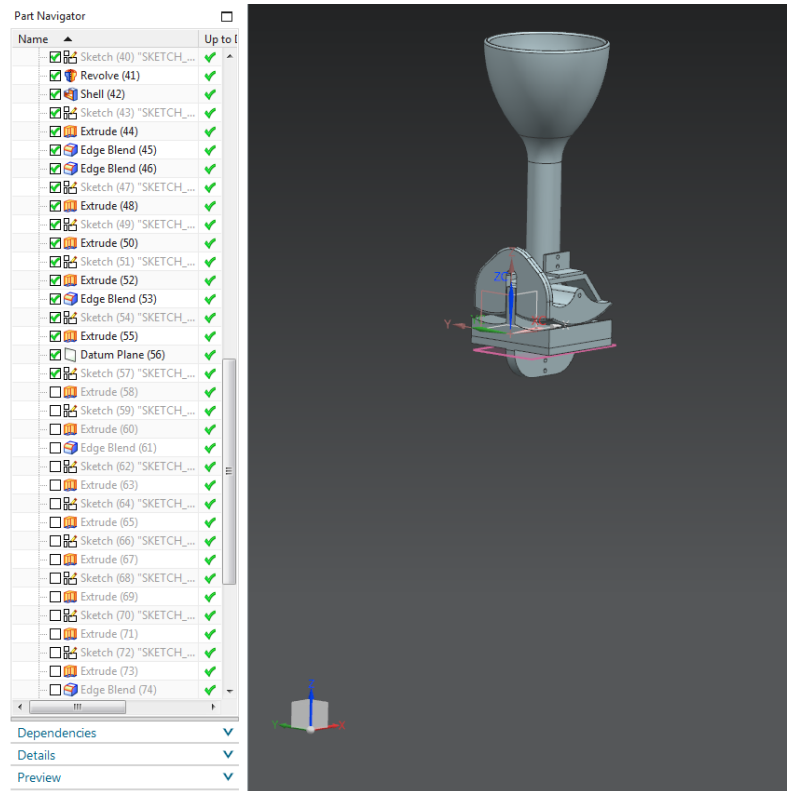 Part Navigator
Name Up to D
Sketch (40) "SKETCH_...
Revolve (41)
Shell (42)
Sketch (43) "SKETCH_...
Extrude (44)
Edge Blend (45)
Edge Blend (46)
Sketch (47) "SKETCH_...
Extrude (48)
Sketch (49) "SKETCH_...
Extrude (50)
Sketch (51) "SKETCH_...
Extrude (52)
Edge Blend (53)
Sketch (54) "SKETCH_...
Extrude (55)
Datum Plane (56)
Sketch (57) "SKETCH_...
Extrude (58)
Sketch (59) "SKETCH_...
Extrude (60)
Edge Blend (61)
Sketch (62) "SKETCH_...
Extrude (63)
Sketch (64) "SKETCH_...
Extrude (65)
Sketch (66) "SKETCH_...
Extrude (67)
Sketch (68) "SKETCH_...
Extrude (69)
Sketch (70) "SKETCH_...
Extrude (71)
Sketch (72) "SKETCH_...
Extrude (73)
Edge Blend (74)
Dependencies
Details
Preview
ZC
Y
Z
Y
X